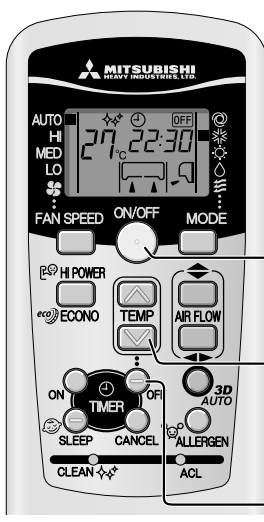 MITSUBISHI
HEAVY INDUSTRIES, LTD.
AUTO OFF
HI 27°C 22:30
MED
LO
FAN SPEED ON/OFF MODE
HI POWER
eco ECONO TEMP AIR FLOW
ON OFF 3D AUTO
TIMER
SLEEP CANCEL ALLERGEN
CLEAN ACL